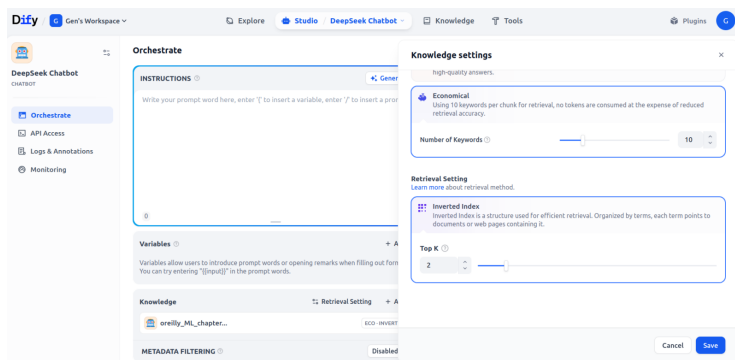 Dify / G Gen's Workspace
Explore
Studio / DeepSeek Chatbot
Knowledge
Tools
Plugins
G
DeepSeek Chatbot
CHATBOT
Orchestrate
API Access
Logs & Annotations
Monitoring
Orchestrate
INSTRUCTIONS
Gener
Write your prompt word here, enter '{' to insert a variable, enter '/' to insert a pror
0
Variables
+ A
Variables allow users to introduce prompt words or opening remarks when filling out forn
You can try entering "{{input}}" in the prompt words.
Knowledge
Retrieval Setting
+ A
oreilly_ML_chapter...
ECO · INVERT
METADATA FILTERING
Disabled
Knowledge settings
high-quality answers.
Economical
Using 10 keywords per chunk for retrieval, no tokens are consumed at the expense of reduced
retrieval accuracy.
Number of Keywords
10
Retrieval Setting
Learn more about retrieval method.
Inverted Index
Inverted Index is a structure used for efficient retrieval. Organized by terms, each term points to
documents or web pages containing it.
Top K
2
Cancel
Save